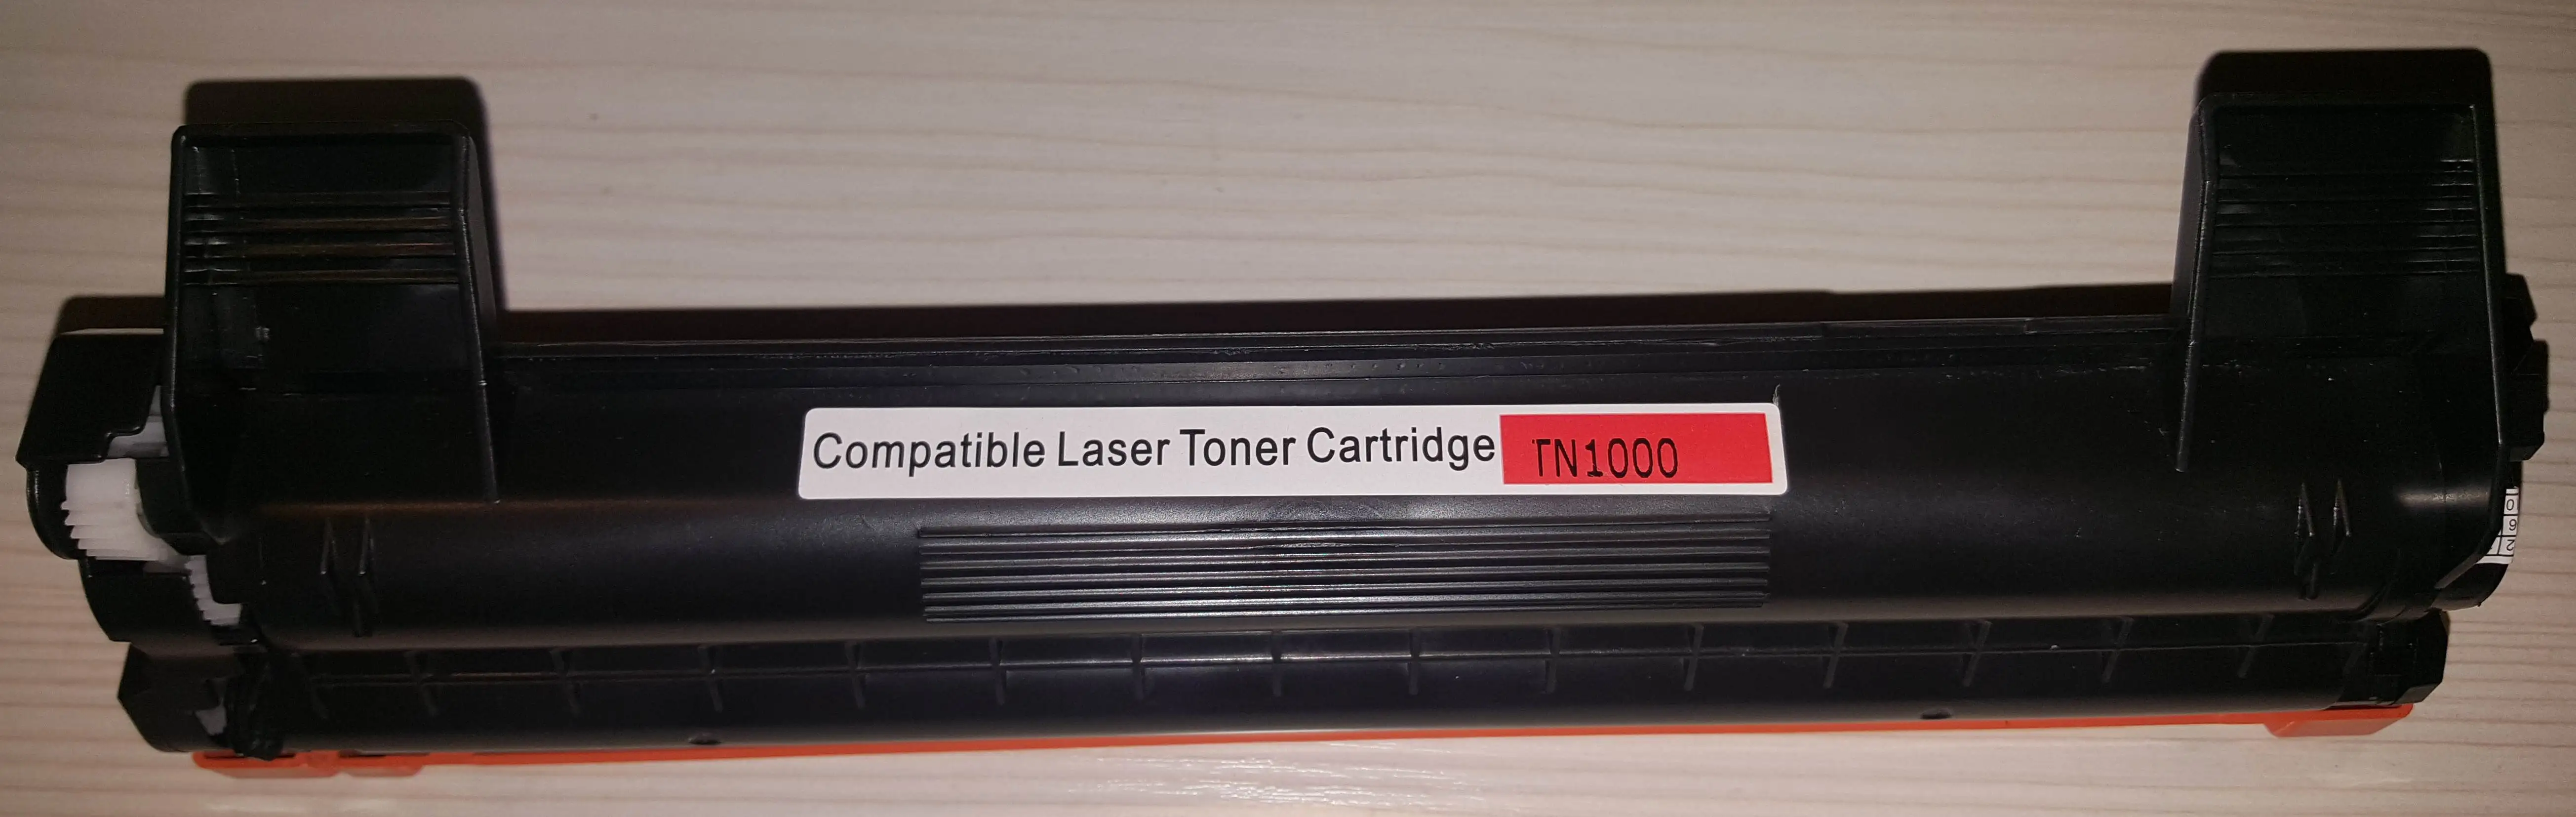 Compatible Laser Toner Cartridge TN1000